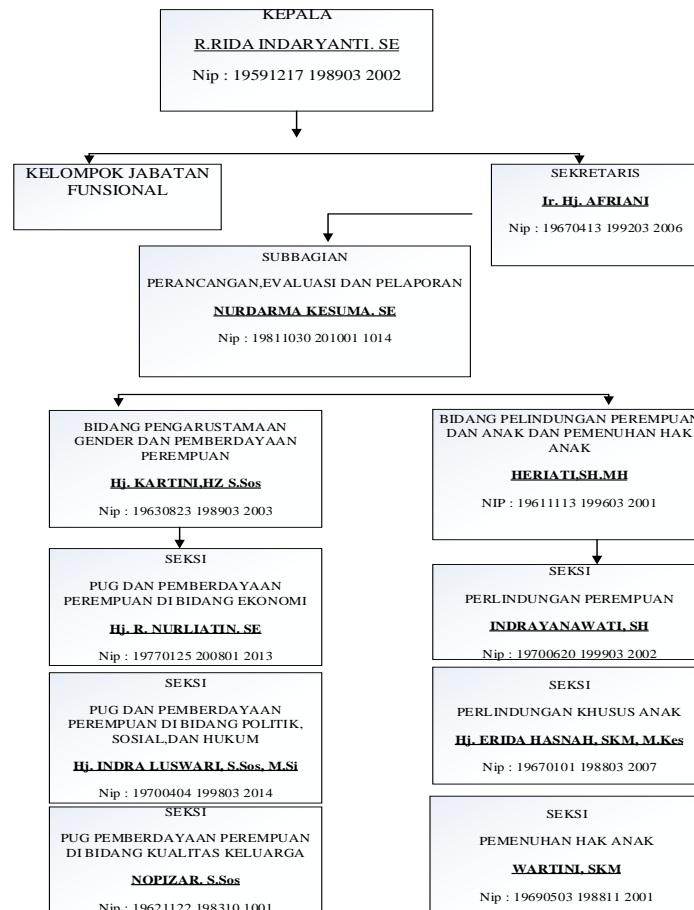 KEPALA
R.RIDA INDARYANTI. SE
Nip : 19591217 198903 2002
KELOMPOK JABATAN
FUNSIONAL
SEKRETARIS
Ir. Hj. AFRIANI
Nip : 19670413 199203 2006
SUBBAGIAN
PERANCANGAN,EVALUASI DAN PELAPORAN
NURDARMA KESUMA. SE
Nip : 19811030 201001 1014
BIDANG PENGARUSTAMAAN
GENDER DAN PEMBERDAYAAN
PEREMPUAN
Hj. KARTINI,HZ S.Sos
Nip : 19630823 198903 2003
SEKSI
PUG DAN PEMBERDAYAAN
PEREMPUAN DI BIDANG EKONOMI
Hj. R. NURLIATIN. SE
Nip : 19770125 200801 2013
SEKSI
PUG DAN PEMBERDAYAAN
PEREMPUAN DI BIDANG POLITIK,
SOSIAL,DAN HUKUM
Hj. INDRA LUSWARI, S.Sos, M.Si
Nip : 19700404 199803 2014
SEKSI
PUG PEMBERDAYAAN PEREMPUAN
DI BIDANG KUALITAS KELUARGA
NOPIZAR. S.Sos
Nip : 19621122 198310 1001
BIDANG PELINDUNGAN PEREMPUAN
DAN ANAK DAN PEMENUHAN HAK
ANAK
HERIATI,SH.MH
NIP : 19611113 199603 2001
SEKSI
PERLINDUNGAN PEREMPUAN
INDRAYANAWATI, SH
Nip : 19700620 199903 2002
SEKSI
PERLINDUNGAN KHUSUS ANAK
Hj. ERIDA HASNAH, SKM, M.Kes
Nip : 19670101 198803 2007
SEKSI
PEMENUHAN HAK ANAK
WARTINI, SKM
Nip : 19690503 198811 2001